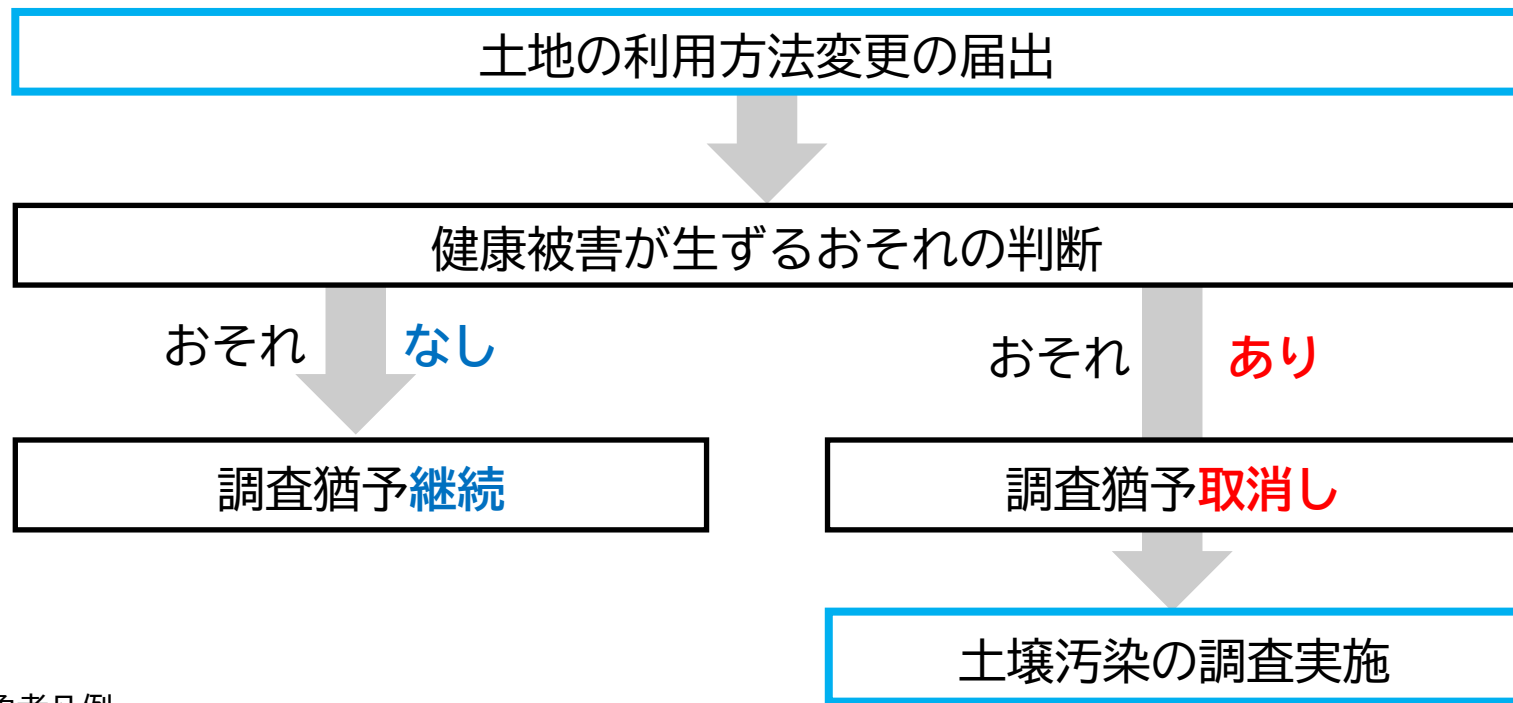 土地の利用方法変更の届出
健康被害が生ずるおそれの判断
おそれ なし
おそれ あり
調査猶予継続
調査猶予取消し
土壌汚染の調査実施